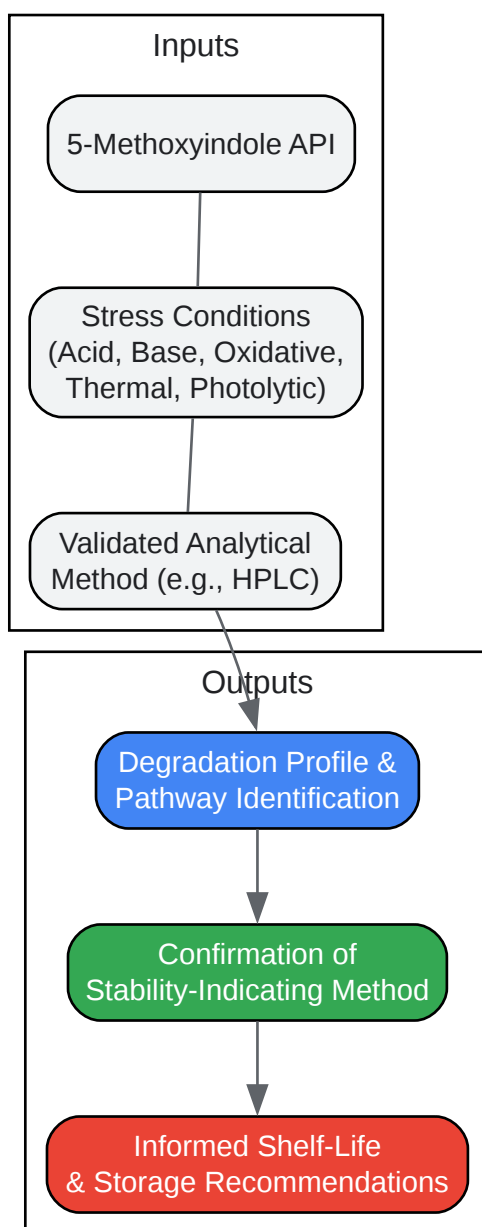 Inputs
5-Methoxyindole API
Stress Conditions
(Acid, Base, Oxidative,
Thermal, Photolytic)
Validated Analytical
Method (e.g., HPLC)
Outputs
Degradation Profile &
Pathway Identification
Confirmation of
Stability-Indicating Method
Informed Shelf-Life
& Storage Recommendations